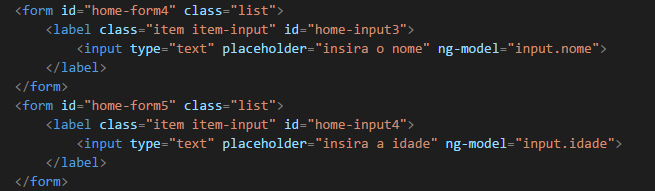 <form id="home-form4" class="list">
<label class="item item-input" id="home-input3">
<input type="text" placeholder="insira o nome" ng-model="input.nome">
</label>
</form>
<form id="home-form5" class="list">
<label class="item item-input" id="home-input4">
<input type="text" placeholder="insira a idade" ng-model="input.idade">
</label>
</form>